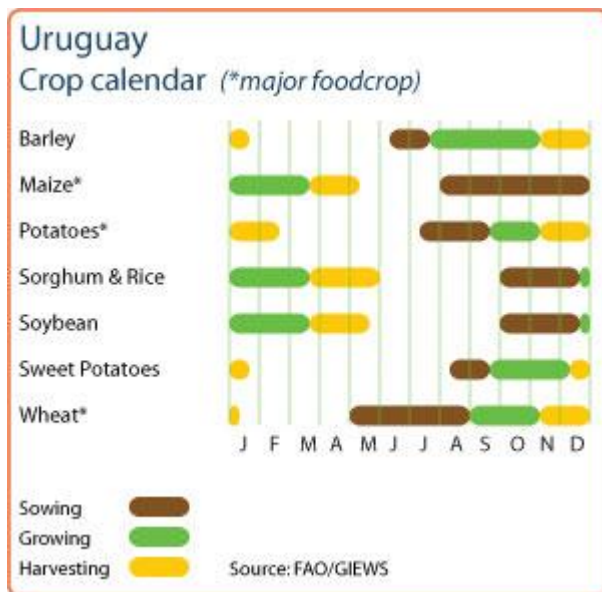 Uruguay
Crop calendar (*major foodcrop)
Barley
Maize*
Potatoes*
Sorghum & Rice
Soybean
Sweet Potatoes
Wheat*
J F M A M J J A S O N D
Sowing
Growing
Harvesting
Source: FAO/GIEWS